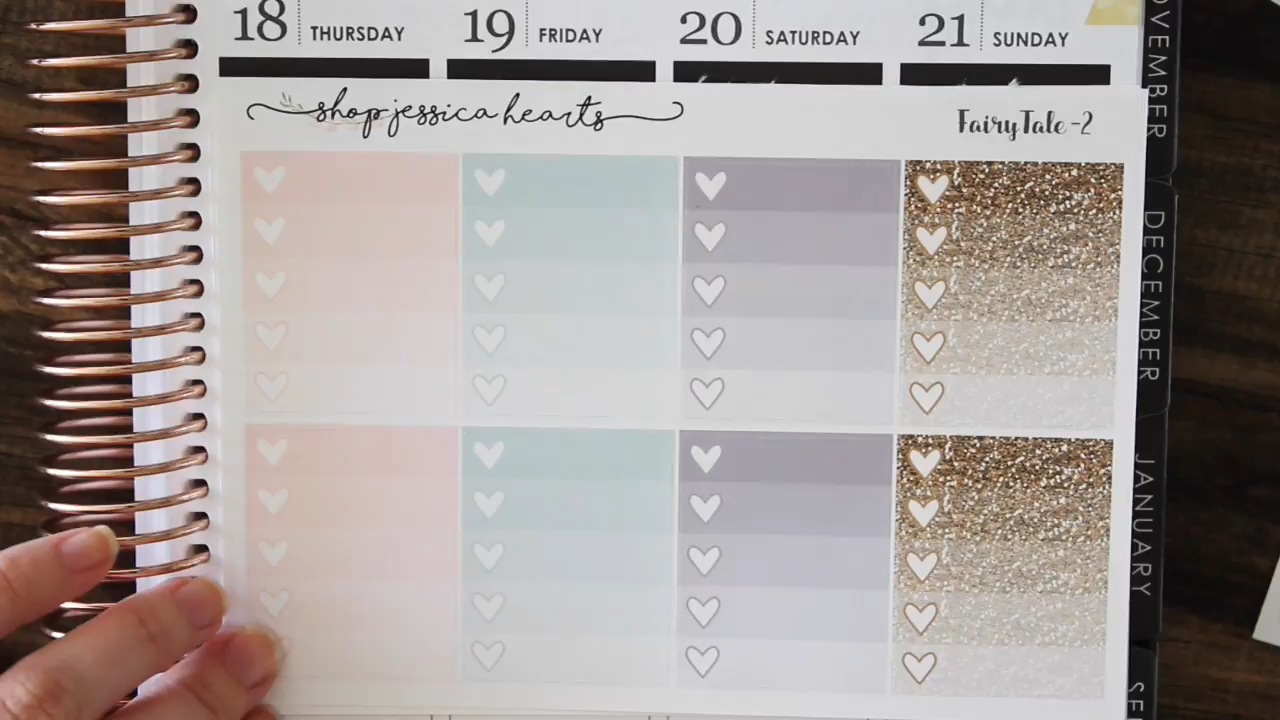 18 THURSDAY
19 FRIDAY
20 SATURDAY
21 SUNDAY
shop jessica hearts
FairyTale-2
NOVEMBER
DECEMBER
JANUARY